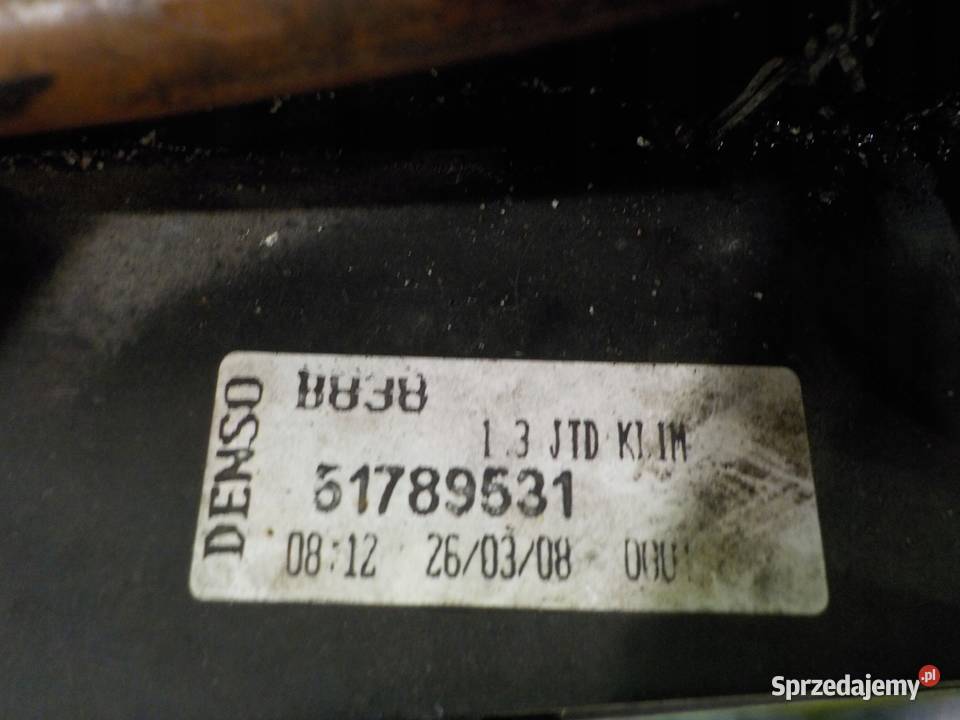 DENSO
B838
1.3 JTD KLIM
51789531
08:12 26/03/08
Sprzedajemy.pl